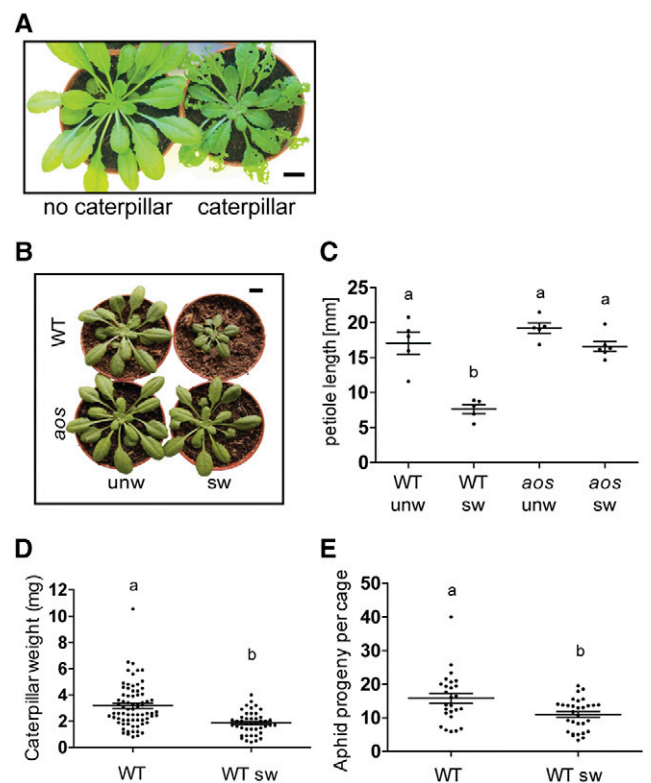 A
no caterpillar caterpillar
B
WT
aos
unw sw
C
petiole length [mm]
25
20
15
10
5
0
a
b
a
a
WT WT aos aos
unw sw unw sw
D
Caterpillar weight (mg)
12
10
8
6
4
2
0
a
b
WT WT sw
E
Aphid progeny per cage
50
40
30
20
10
0
a
b
WT WT sw